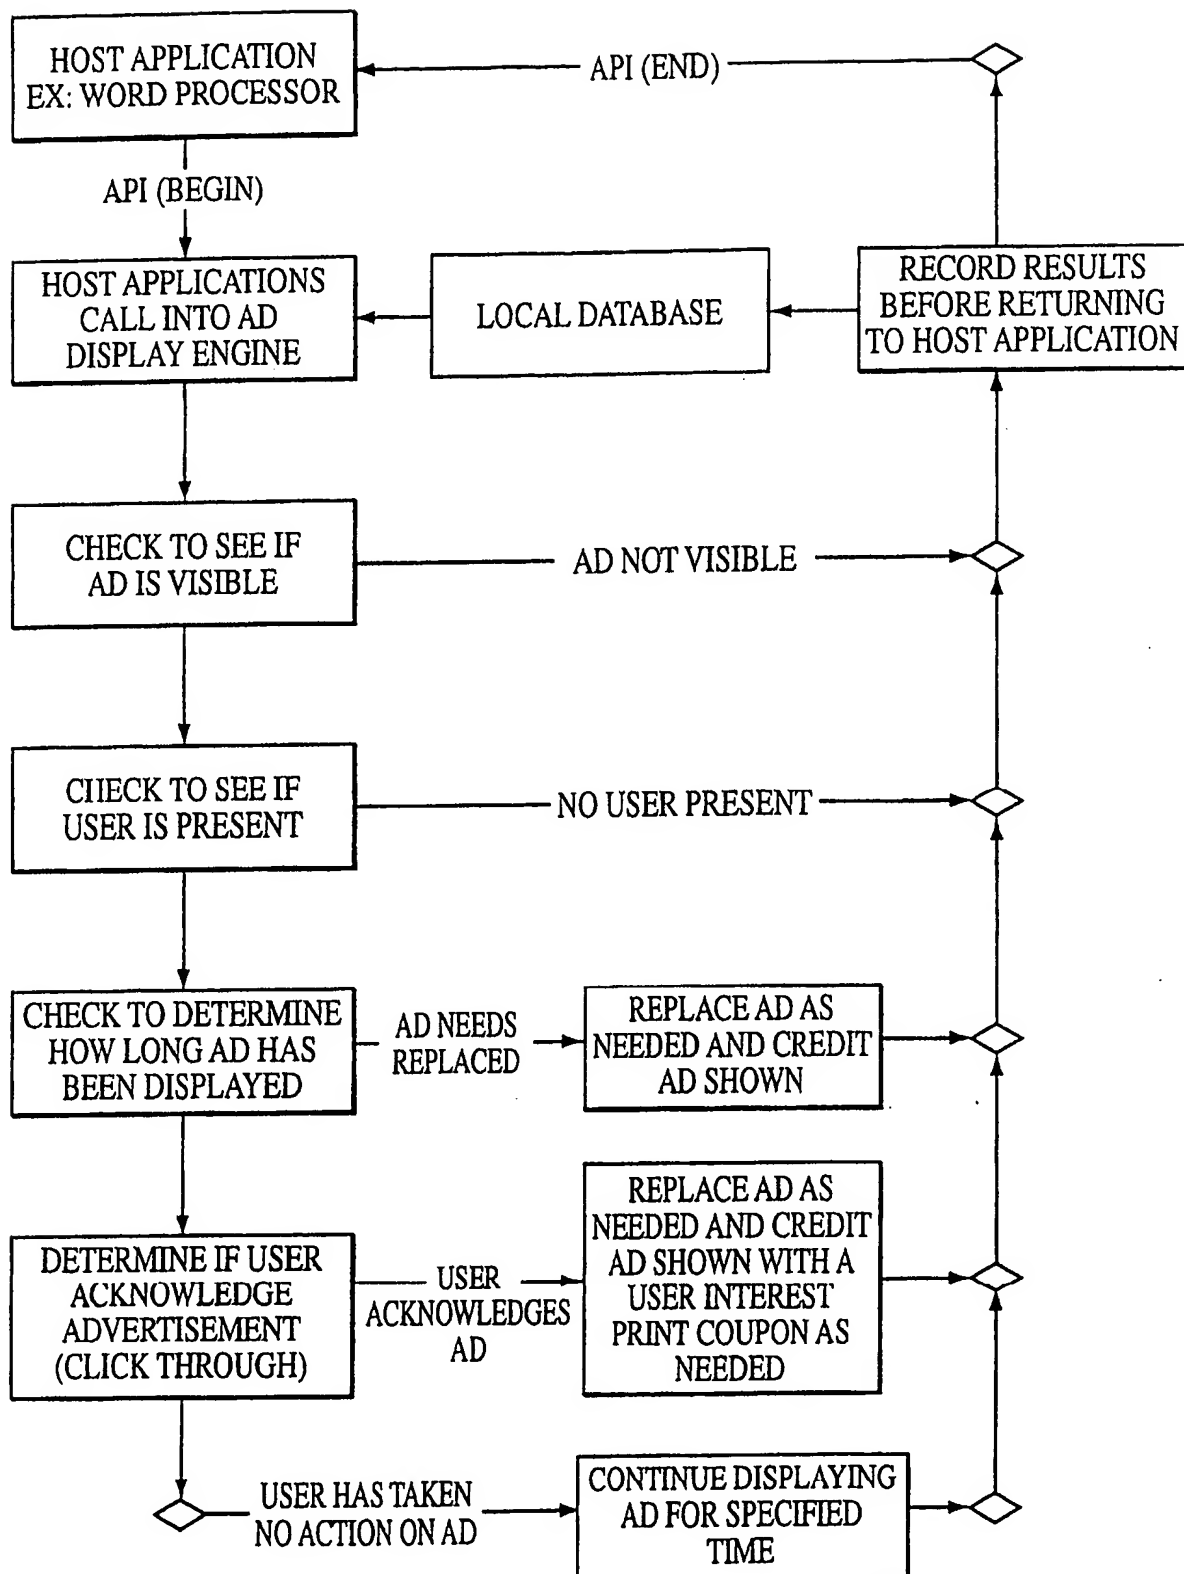 HOST APPLICATION
EX: WORD PROCESSOR
API (END)
API (BEGIN)
HOST APPLICATIONS
CALL INTO AD
DISPLAY ENGINE
LOCAL DATABASE
RECORD RESULTS
BEFORE RETURNING
TO HOST APPLICATION
CHECK TO SEE IF
AD IS VISIBLE
AD NOT VISIBLE
CHECK TO SEE IF
USER IS PRESENT
NO USER PRESENT
CHECK TO DETERMINE
HOW LONG AD HAS
BEEN DISPLAYED
AD NEEDS
REPLACED
REPLACE AD AS
NEEDED AND CREDIT
AD SHOWN
DETERMINE IF USER
ACKNOWLEDGE
ADVERTISEMENT
(CLICK THROUGH)
USER
ACKNOWLEDGES
AD
REPLACE AD AS
NEEDED AND CREDIT
AD SHOWN WITH A
USER INTEREST
PRINT COUPON AS
NEEDED
USER HAS TAKEN
NO ACTION ON AD
CONTINUE DISPLAYING
AD FOR SPECIFIED
TIME